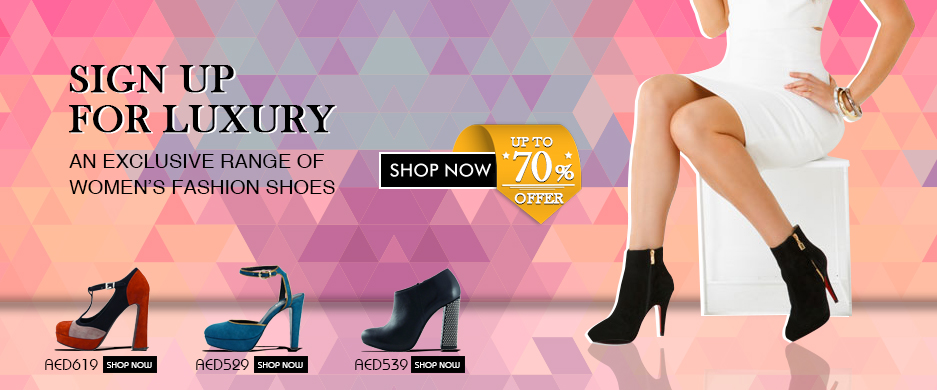 SIGN UP
FOR LUXURY
AN EXCLUSIVE RANGE OF
WOMEN'S FASHION SHOES
SHOP NOW
UP TO
70%
OFFER
AED619 SHOP NOW
AED529 SHOP NOW
AED539 SHOP NOW